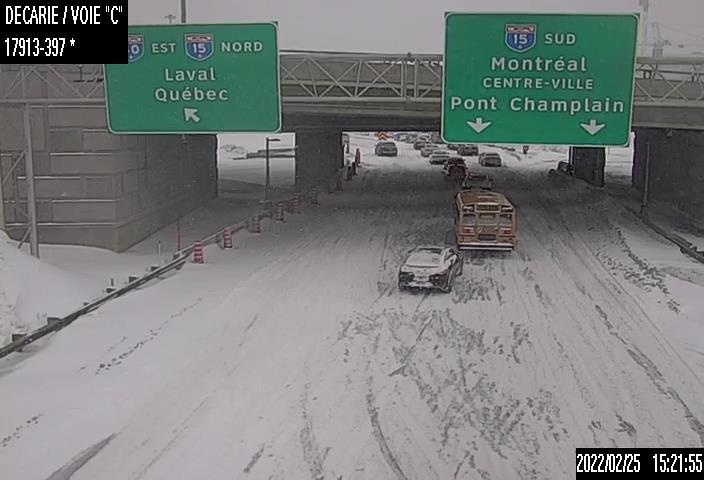 DECARIE / VOIE "C"
17913-397 *
EST 15 NORD
Laval
Québec
15 SUD
Montréal
CENTRE-VILLE
Pont Champlain
2022/02/25 15:21:55